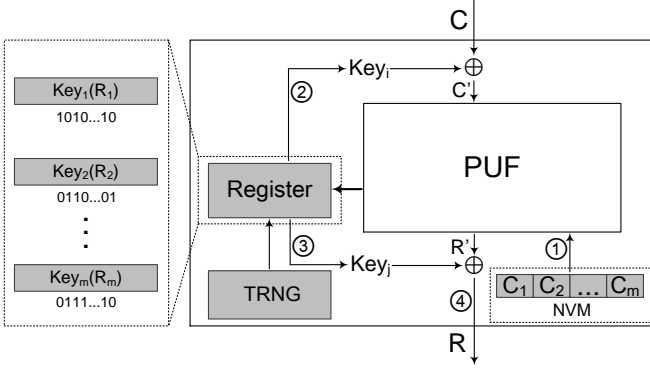 C
Key₁(R₁)
1010...10
Key₂(R₂)
0110...01
Keyₘ(Rₘ)
0111...10
②
Keyᵢ
C'
PUF
Register
③
Keyⱼ
R'
①
TRNG
④
C₁ C₂ ... Cₘ
NVM
R